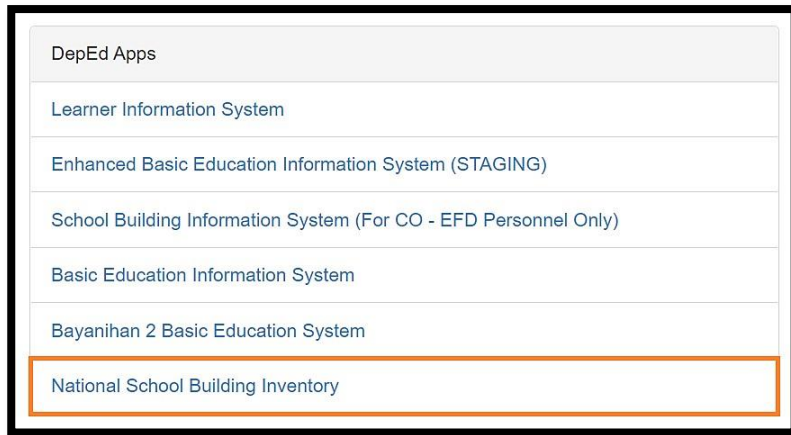 DepEd Apps
Learner Information System
Enhanced Basic Education Information System (STAGING)
School Building Information System (For CO - EFD Personnel Only)
Basic Education Information System
Bayanihan 2 Basic Education System
National School Building Inventory